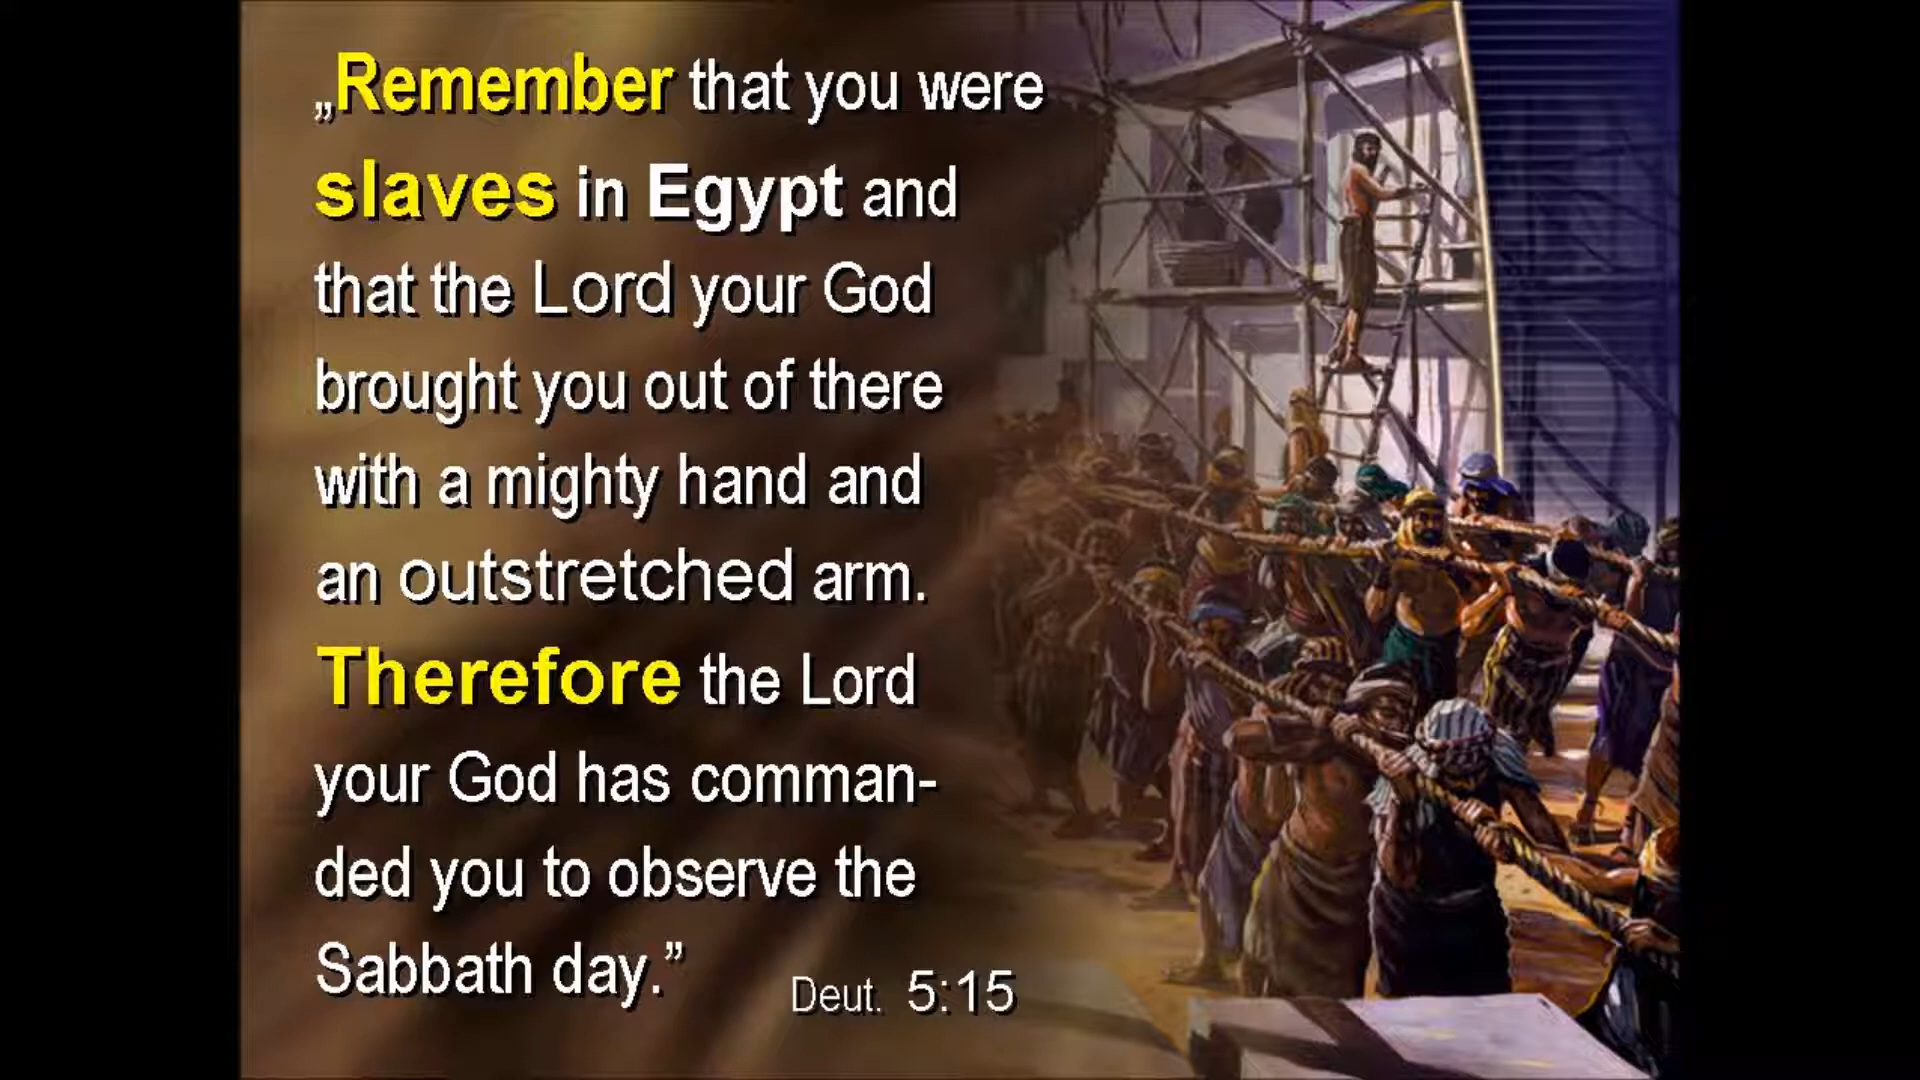 „Remember that you were
slaves in Egypt and
that the Lord your God
brought you out of there
with a mighty hand and
an outstretched arm.
Therefore the Lord
your God has comman-
ded you to observe the
Sabbath day.”
Deut. 5:15